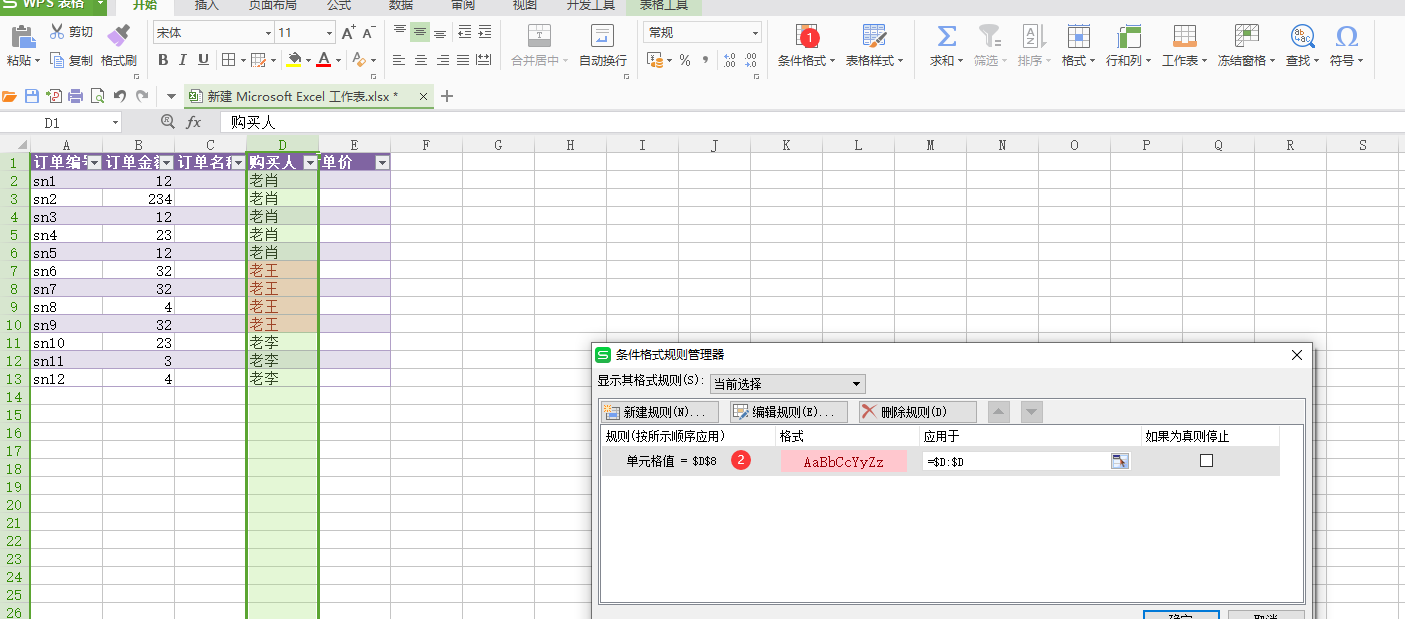 S WPS 表格 开始 插入 页面布局 公式 数据 审阅 视图 开发工具 表格工具
剪切 宋体 11 A+ A- 常规 1
粘贴 复制 格式刷 B I U A 合并居中 自动换行 % 条件格式 表格样式 求和 筛选 排序 格式 行和列 工作表 冻结窗格 查找 符号
新建 Microsoft Excel 工作表.xlsx *
D1 fx 购买人
A B C D E F G H I J K L M N O P Q R S
1 订单编号 订单金额 订单名称 购买人 单价
2 sn1 12 老肖
3 sn2 234 老肖
4 sn3 12 老肖
5 sn4 23 老肖
6 sn5 12 老肖
7 sn6 32 老王
8 sn7 32 老王
9 sn8 4 老王
10 sn9 32 老王
11 sn10 23 老李
12 sn11 3 老李
13 sn12 4 老李
14
15
16
17
18
19
20
21
22
23
24
25
26
条件格式规则管理器
显示其格式规则(S): 当前选择
新建规则(N)... 编辑规则(E)... 删除规则(D)
规则(按所示顺序应用) 格式 应用于 如果为真则停止
单元格值 = $D$8 2 AaBbCcYyZz =$D:$D
确定 取消